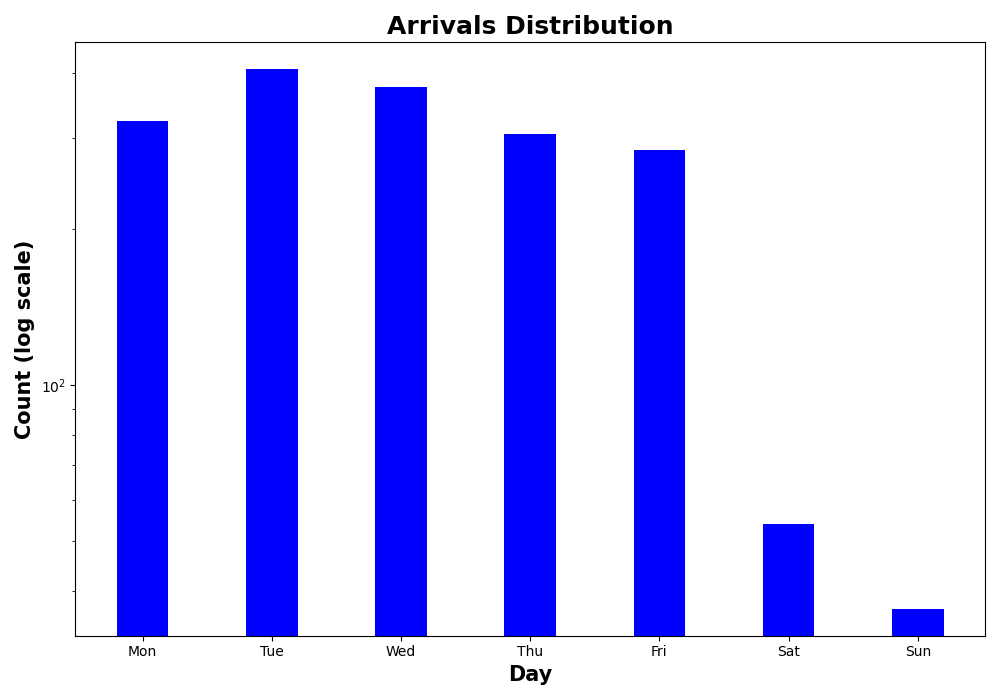 Arrivals Distribution
Count (log scale)
10²
Mon Tue Wed Thu Fri Sat Sun
Day